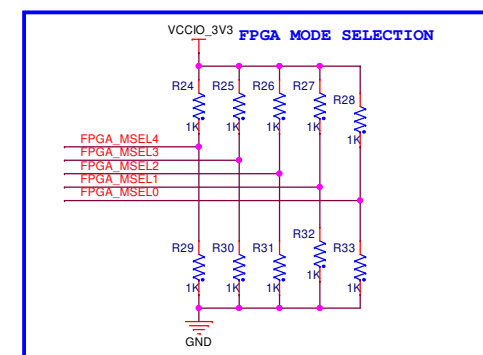 VCCIO_3V3 FPGA MODE SELECTION
R24 R25 R26 R27 R28
1K 1K 1K 1K 1K
FPGA_MSEL4
FPGA_MSEL3
FPGA_MSEL2
FPGA_MSEL1
FPGA_MSEL0
R29 R30 R31 R32 R33
1K 1K 1K 1K 1K
GND